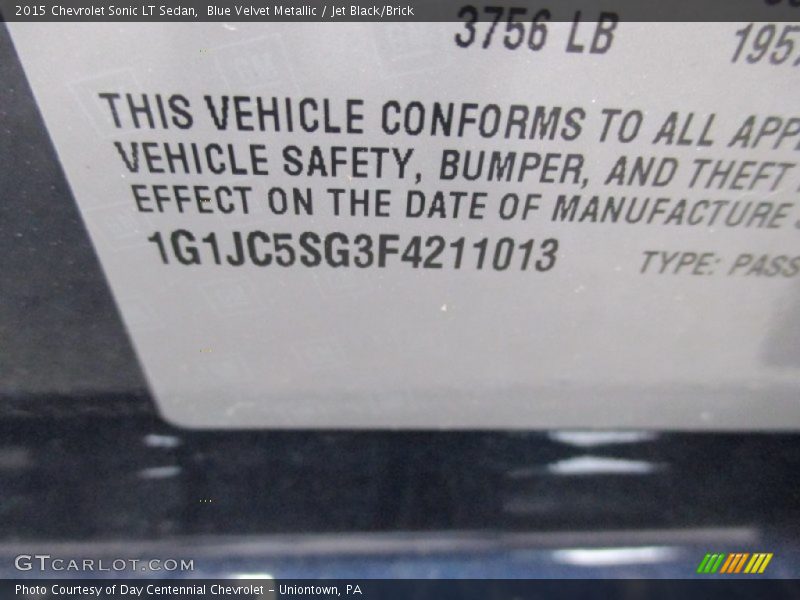 2015 Chevrolet Sonic LT Sedan, Blue Velvet Metallic / Jet Black/Brick
3756 LB
THIS VEHICLE CONFORMS TO ALL APP
VEHICLE SAFETY, BUMPER, AND THEFT
EFFECT ON THE DATE OF MANUFACTURE
1G1JC5SG3F4211013 TYPE: PASS
GTCARLOT.COM
Photo Courtesy of Day Centennial Chevrolet – Uniontown, PA